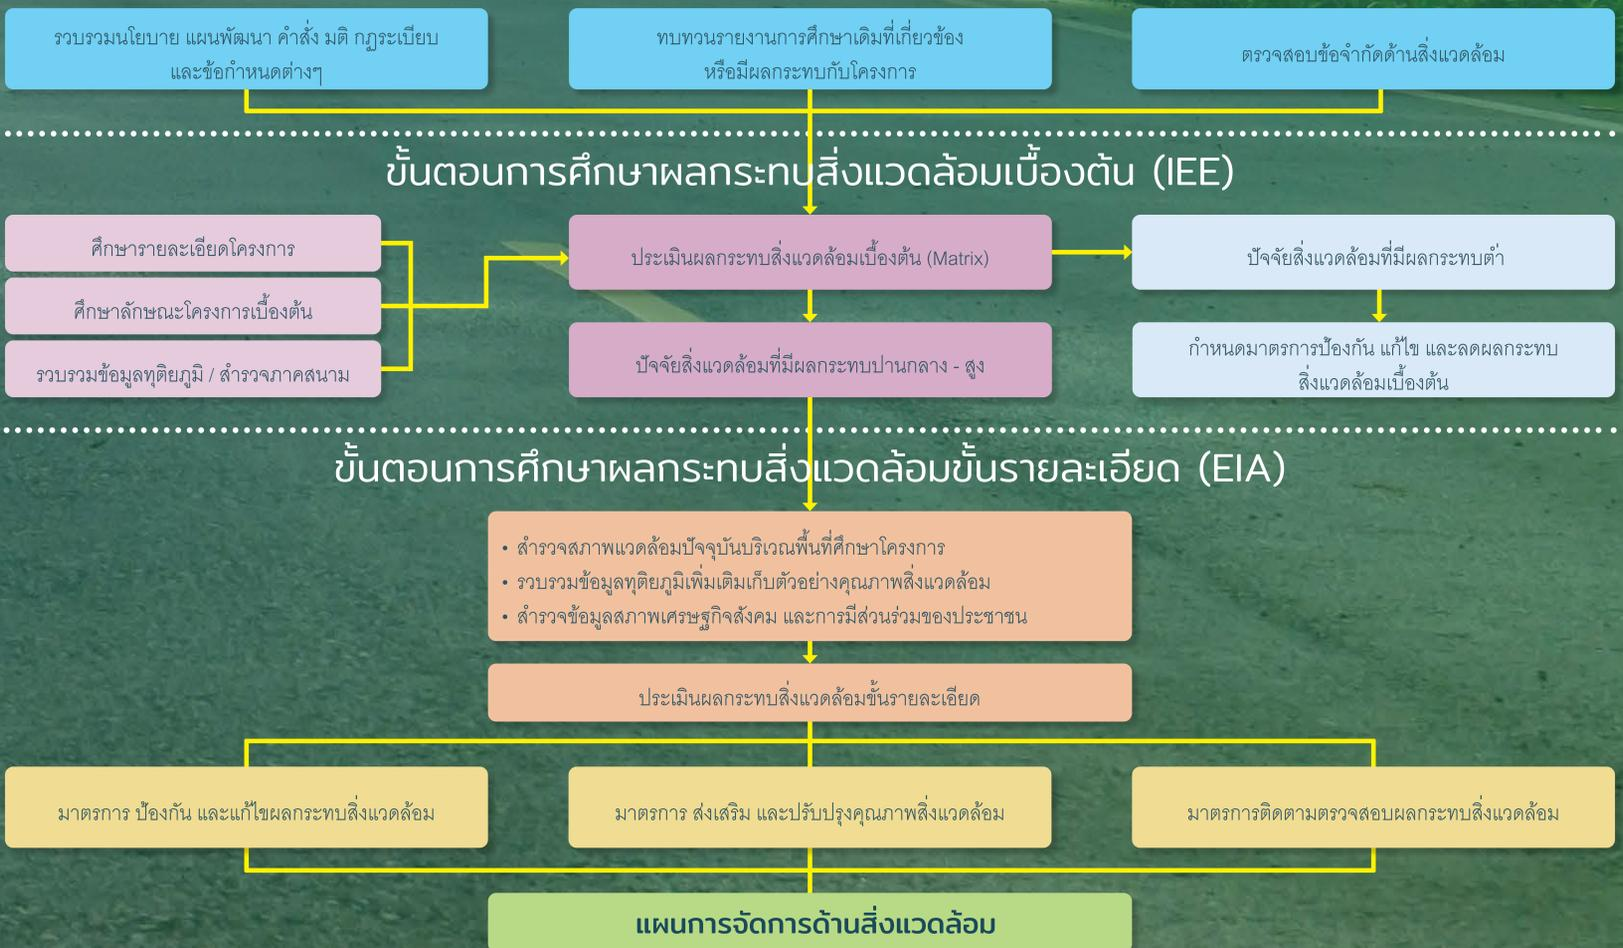 รวบรวมนโยบาย แผนพัฒนา คำสั่ง มติ กฎระเบียบ
และข้อกำหนดต่างๆ
ทบทวนรายงานการศึกษาเดิมที่เกี่ยวข้อง
หรือมีผลกระทบกับโครงการ
ตรวจสอบข้อจำกัดด้านสิ่งแวดล้อม
ขั้นตอนการศึกษาผลกระทบสิ่งแวดล้อมเบื้องต้น (IEE)
ศึกษารายละเอียดโครงการ
ศึกษาลักษณะโครงการเบื้องต้น
รวบรวมข้อมูลทุติยภูมิ / สำรวจภาคสนาม
ประเมินผลกระทบสิ่งแวดล้อมเบื้องต้น (Matrix)
ปัจจัยสิ่งแวดล้อมที่มีผลกระทบปานกลาง - สูง
ปัจจัยสิ่งแวดล้อมที่มีผลกระทบต่ำ
กำหนดมาตรการป้องกัน แก้ไข และลดผลกระทบ
สิ่งแวดล้อมเบื้องต้น
ขั้นตอนการศึกษาผลกระทบสิ่งแวดล้อมขั้นรายละเอียด (EIA)
• สำรวจสภาพแวดล้อมปัจจุบันบริเวณพื้นที่ศึกษาโครงการ
• รวบรวมข้อมูลทุติยภูมิเพิ่มเติมเก็บตัวอย่างคุณภาพสิ่งแวดล้อม
• สำรวจข้อมูลสภาพเศรษฐกิจสังคม และการมีส่วนร่วมของประชาชน
ประเมินผลกระทบสิ่งแวดล้อมขั้นรายละเอียด
มาตรการ ป้องกัน และแก้ไขผลกระทบสิ่งแวดล้อม
มาตรการ ส่งเสริม และปรับปรุงคุณภาพสิ่งแวดล้อม
มาตรการติดตามตรวจสอบผลกระทบสิ่งแวดล้อม
แผนการจัดการด้านสิ่งแวดล้อม